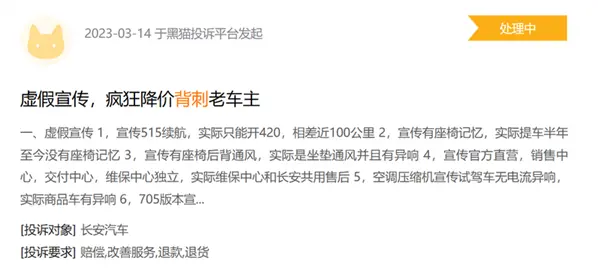 2023-03-14 于黑猫投诉平台发起
处理中
虚假宣传，疯狂降价背刺老车主
一、虚假宣传 1，宣传515续航，实际只能开420，相差近100公里 2，宣传有座椅记忆，实际提车半年
至今没有座椅记忆 3，宣传有座椅后背通风，实际是坐垫通风并且有异响 4，宣传官方直营，销售中
心，交付中心，维保中心独立，实际维保中心和长安共用售后 5，空调压缩机宣传试驾车无电流异响，
实际商品车有异响 6，705版本宣...
[投诉对象] 长安汽车
[投诉要求] 赔偿,改善服务,退款,退货